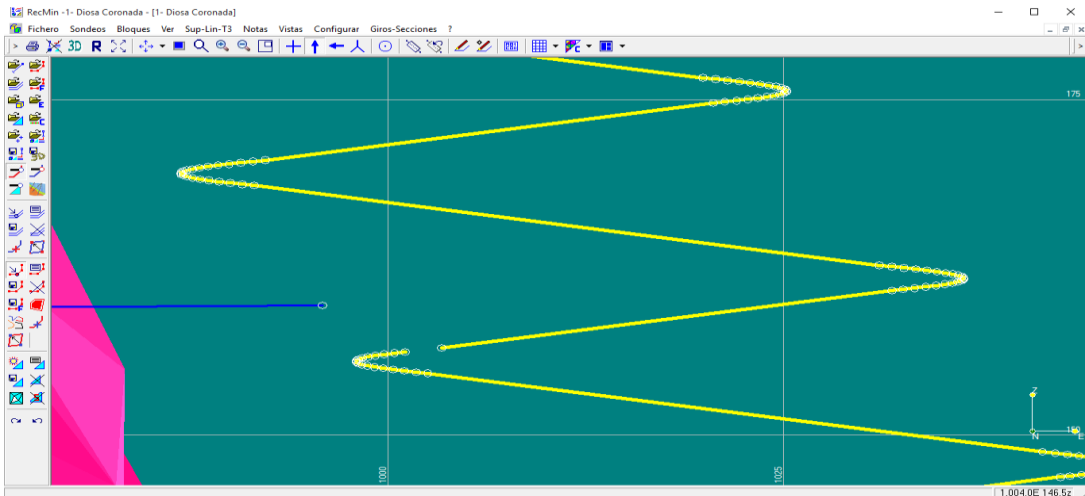 RecMin -1- Diosa Coronada - [1- Diosa Coronada]
Fichero Sondeos Bloques Ver Sup-Lin-T3 Notas Vistas Configurar Giros-Secciones ?
> 3D R >
175
Z
150
N E
1000 1025
1.004.0E 146.5z